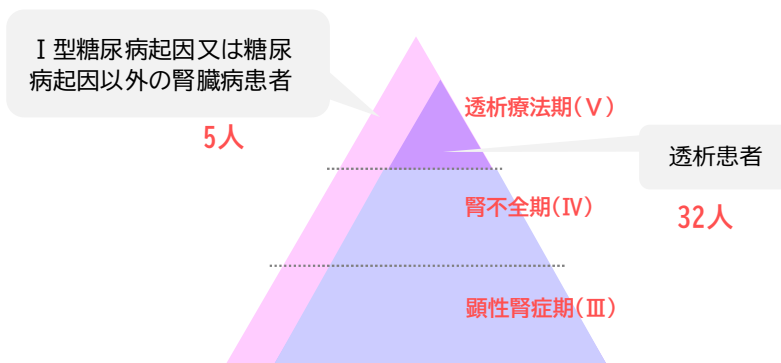 Ⅰ型糖尿病起因又は糖尿
病起因以外の腎臓病患者
5人
透析療法期(Ⅴ)
透析患者
32人
腎不全期(Ⅳ)
顕性腎症期(Ⅲ)